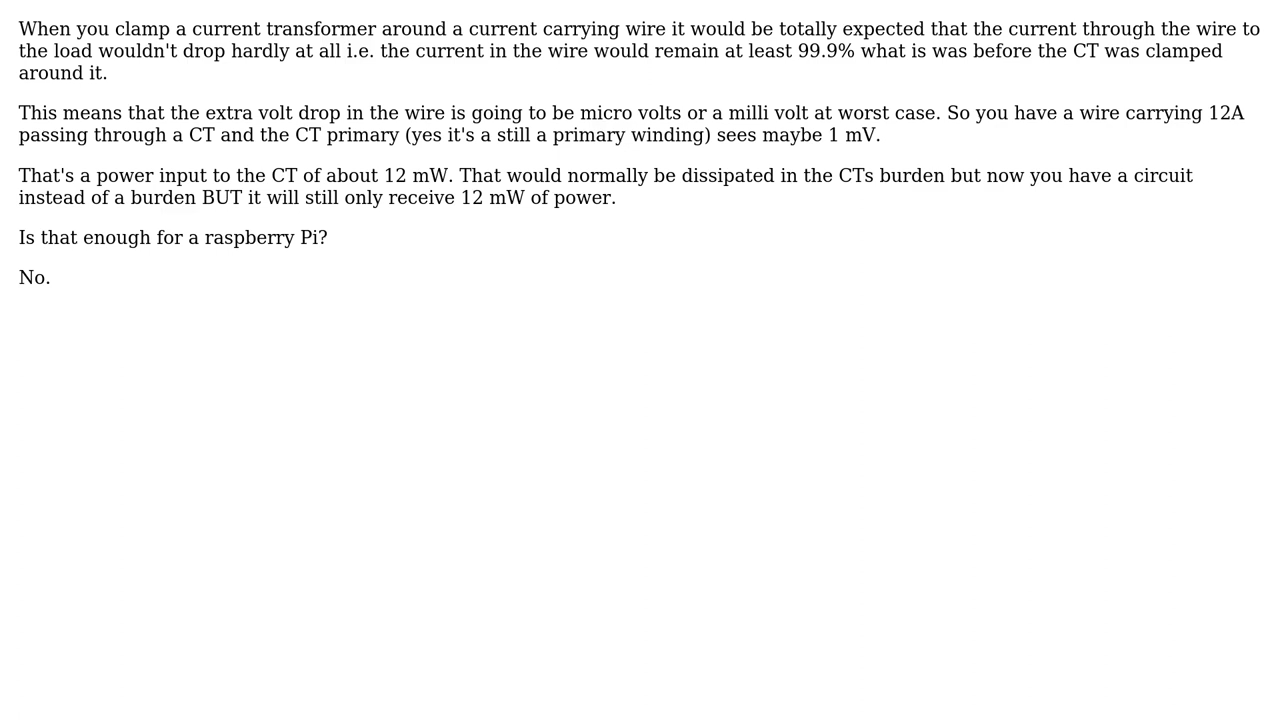 When you clamp a current transformer around a current carrying wire it would be totally expected that the current through the wire to
the load wouldn't drop hardly at all i.e. the current in the wire would remain at least 99.9% what is was before the CT was clamped
around it.
This means that the extra volt drop in the wire is going to be micro volts or a milli volt at worst case. So you have a wire carrying 12A
passing through a CT and the CT primary (yes it's a still a primary winding) sees maybe 1 mV.
That's a power input to the CT of about 12 mW. That would normally be dissipated in the CTs burden but now you have a circuit
instead of a burden BUT it will still only receive 12 mW of power.
Is that enough for a raspberry Pi?
No.